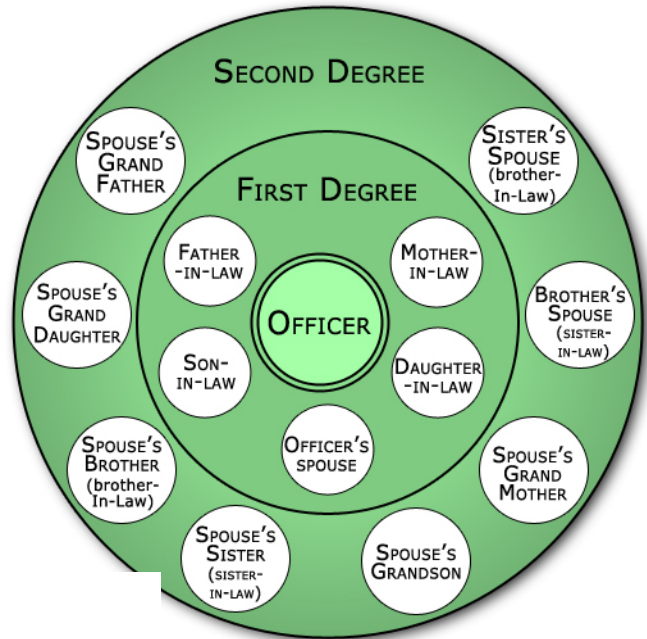 SECOND DEGREE
SPOUSE'S
GRAND
FATHER
SISTER'S
SPOUSE
(brother-
In-Law)
FIRST DEGREE
FATHER
-IN-LAW
MOTHER-
IN-LAW
SPOUSE'S
GRAND
DAUGHTER
OFFICER
BROTHER'S
SPOUSE
(SISTER-
IN-LAW)
SON-
IN-LAW
DAUGHTER
-IN-LAW
OFFICER'S
SPOUSE
SPOUSE'S
BROTHER
(brother-
In-Law)
SPOUSE'S
GRAND
MOTHER
SPOUSE'S
SISTER
(SISTER-
IN-LAW)
SPOUSE'S
GRANDSON